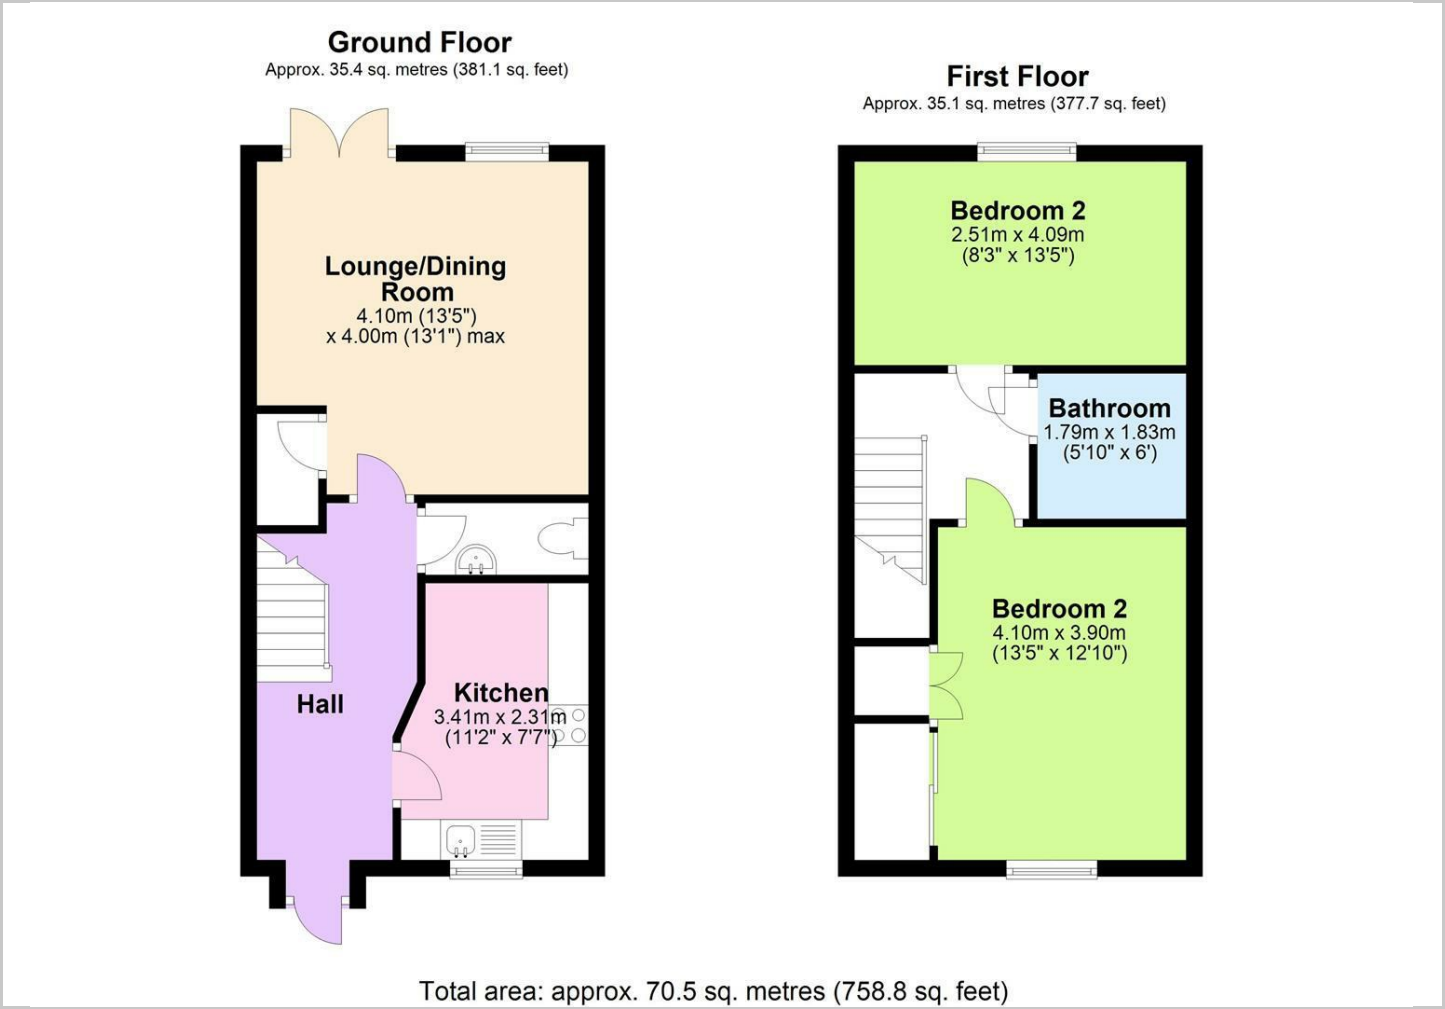 Ground Floor
Approx. 35.4 sq. metres (381.1 sq. feet)
Lounge/Dining
Room
4.10m (13'5")
x 4.00m (13'1") max
Hall
Kitchen
3.41m x 2.31m
(11'2" x 7'7")
First Floor
Approx. 35.1 sq. metres (377.7 sq. feet)
Bedroom 2
2.51m x 4.09m
(8'3" x 13'5")
Bathroom
1.79m x 1.83m
(5'10" x 6')
Bedroom 2
4.10m x 3.90m
(13'5" x 12'10")
Total area: approx. 70.5 sq. metres (758.8 sq. feet)